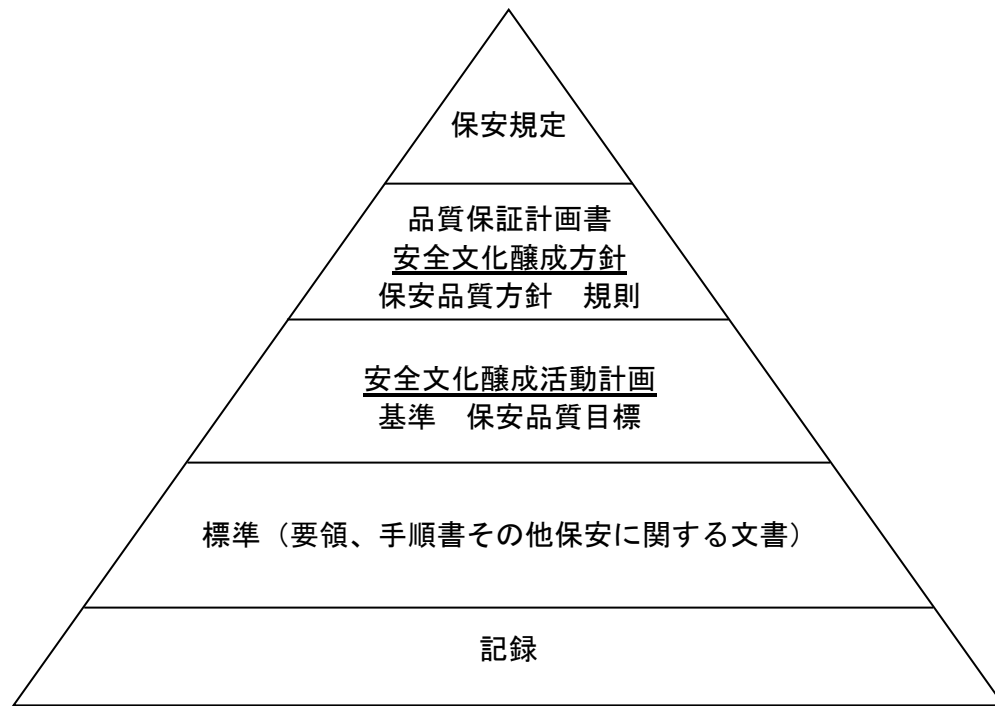 保安規定
品質保証計画書
安全文化醸成方針
保安品質方針　規則
安全文化醸成活動計画
基準　保安品質目標
標準（要領、手順書その他保安に関する文書）
記録